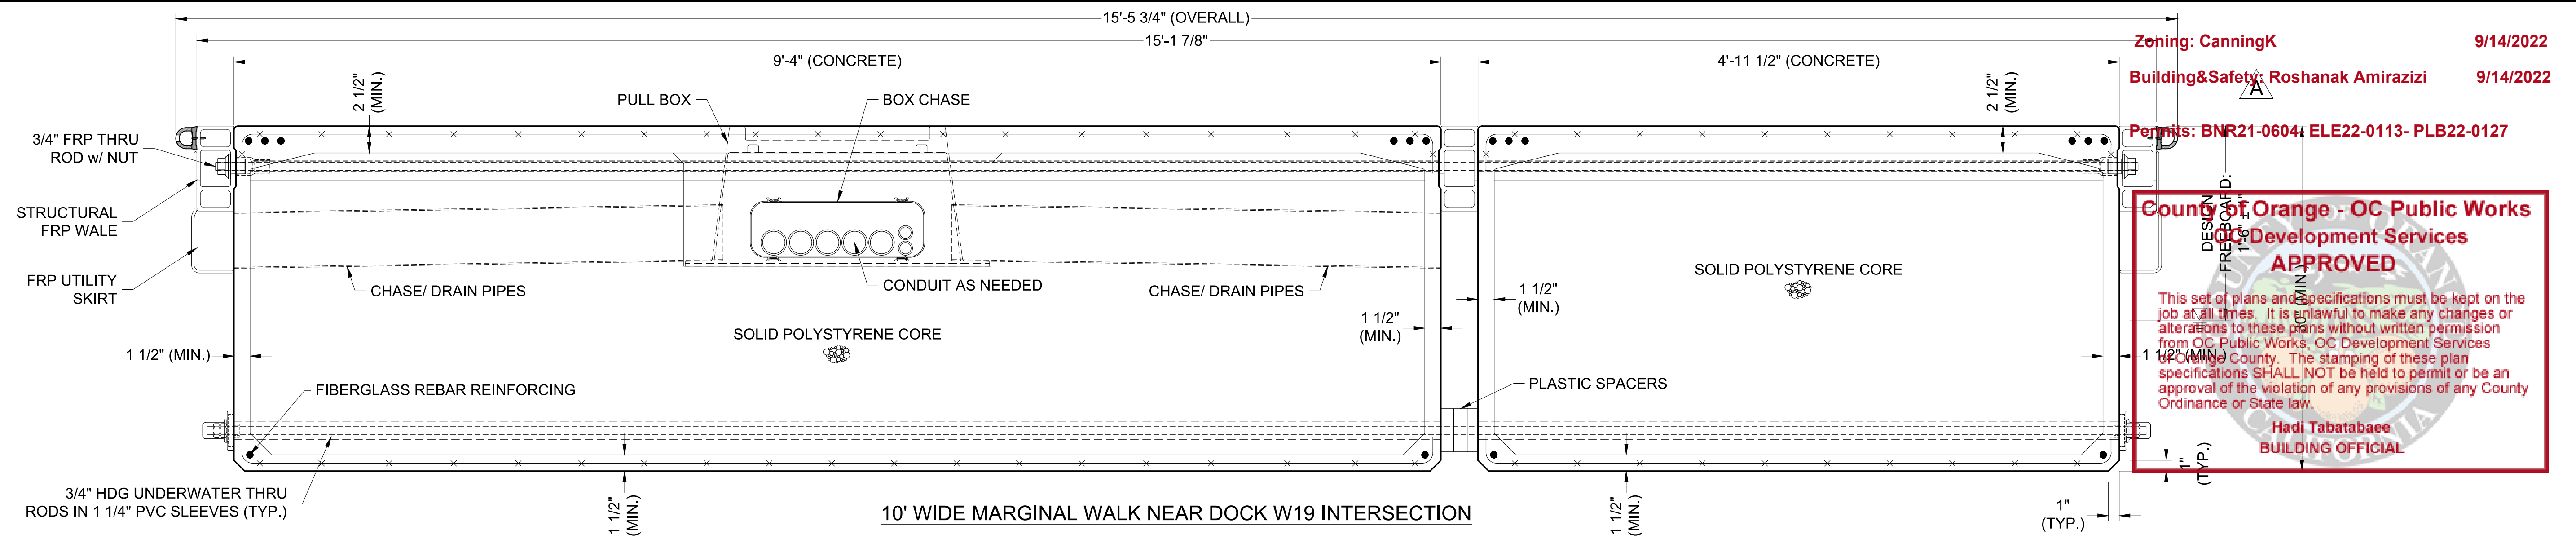 15'-5 3/4" (OVERALL)
15'-1 7/8"
9'-4" (CONCRETE)
4'-11 1/2" (CONCRETE)
Zoning: CanningK 9/14/2022
Building&Safety: Roshanak Amirazizi 9/14/2022
A
Permits: BNR21-0604- ELE22-0113- PLB22-0127
2 1/2"
(MIN.)
PULL BOX
BOX CHASE
2 1/2"
(MIN.)
3/4" FRP THRU
ROD w/ NUT
STRUCTURAL
FRP WALE
FRP UTILITY
SKIRT
CHASE/ DRAIN PIPES
CONDUIT AS NEEDED
CHASE/ DRAIN PIPES
SOLID POLYSTYRENE CORE
SOLID POLYSTYRENE CORE
1 1/2" (MIN.)
1 1/2"
(MIN.)
1 1/2"
(MIN.)
1 1/2" (MIN.)
DESIGN
FREEBOARD:
1'-6" ± 1"
30" (MIN.)
FIBERGLASS REBAR REINFORCING
PLASTIC SPACERS
3/4" HDG UNDERWATER THRU
RODS IN 1 1/4" PVC SLEEVES (TYP.)
1 1/2"
(MIN.)
1 1/2"
(MIN.)
1"
(TYP.)
1"
(TYP.)
10' WIDE MARGINAL WALK NEAR DOCK W19 INTERSECTION
County of Orange - OC Public Works
OC Development Services
APPROVED
This set of plans and specifications must be kept on the
job at all times. It is unlawful to make any changes or
alterations to these plans without written permission
from OC Public Works, OC Development Services
of Orange County. The stamping of these plan
specifications SHALL NOT be held to permit or be an
approval of the violation of any provisions of any County
Ordinance or State law.
Hadi Tabatabaee
BUILDING OFFICIAL
CALIFORNIA